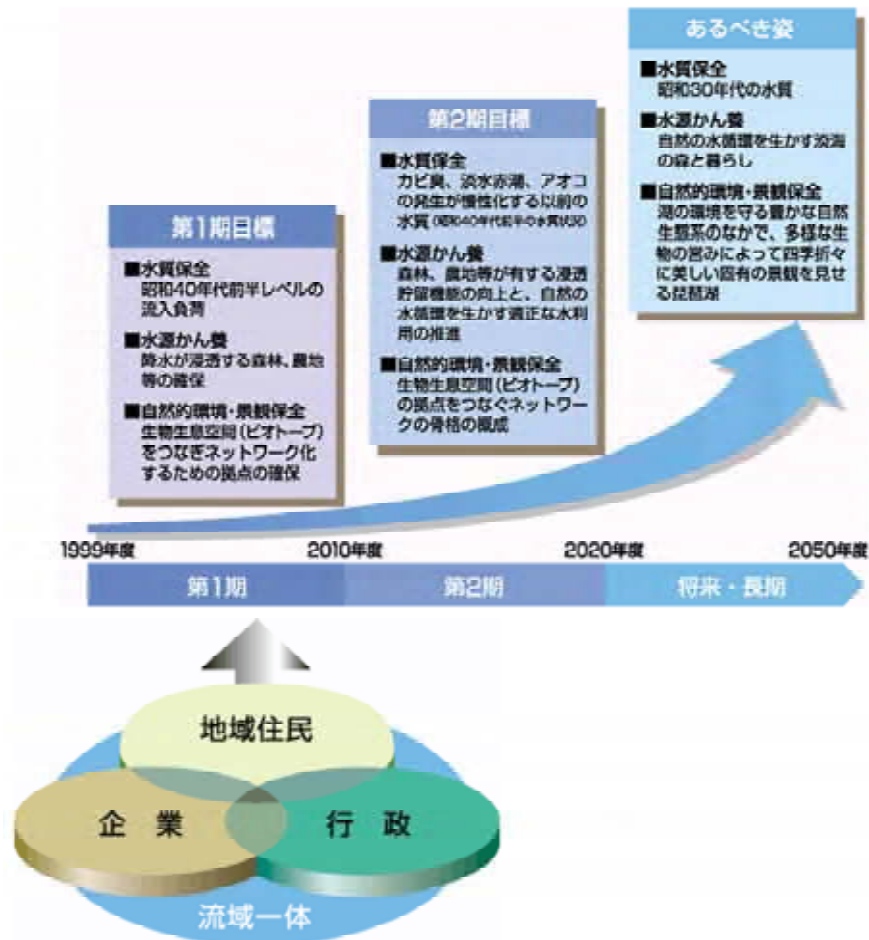 あるべき姿
■水質保全
昭和30年代の水質
■水源かん養
自然の水循環を生かす淡海
の森と暮らし
■自然的環境・景観保全
湖の環境を守る豊かな自然
生態系のなかで、多様な生
物の営みによって四季折々
に美しい固有の景観を見せ
る琵琶湖
第2期目標
■水質保全
カビ臭、淡水赤潮、アオコ
の発生が慢性化する以前の
水質(昭和40年代前半の水質状況)
■水源かん養
森林、農地等が有する浸透
貯留機能の向上と、自然の
水循環を生かす適正な水利
用の推進
■自然的環境・景観保全
生物生息空間(ビオトープ)
の拠点をつなぐネットワー
クの骨格の概成
第1期目標
■水質保全
昭和40年代前半レベルの
流入負荷
■水源かん養
降水が浸透する森林、農地
等の確保
■自然的環境・景観保全
生物生息空間(ビオトープ)
をつなぎネットワーク化
するための拠点の確保
1999年度 2010年度 2020年度 2050年度
第1期 第2期 将来・長期
地域住民
企業 行政
流域一体